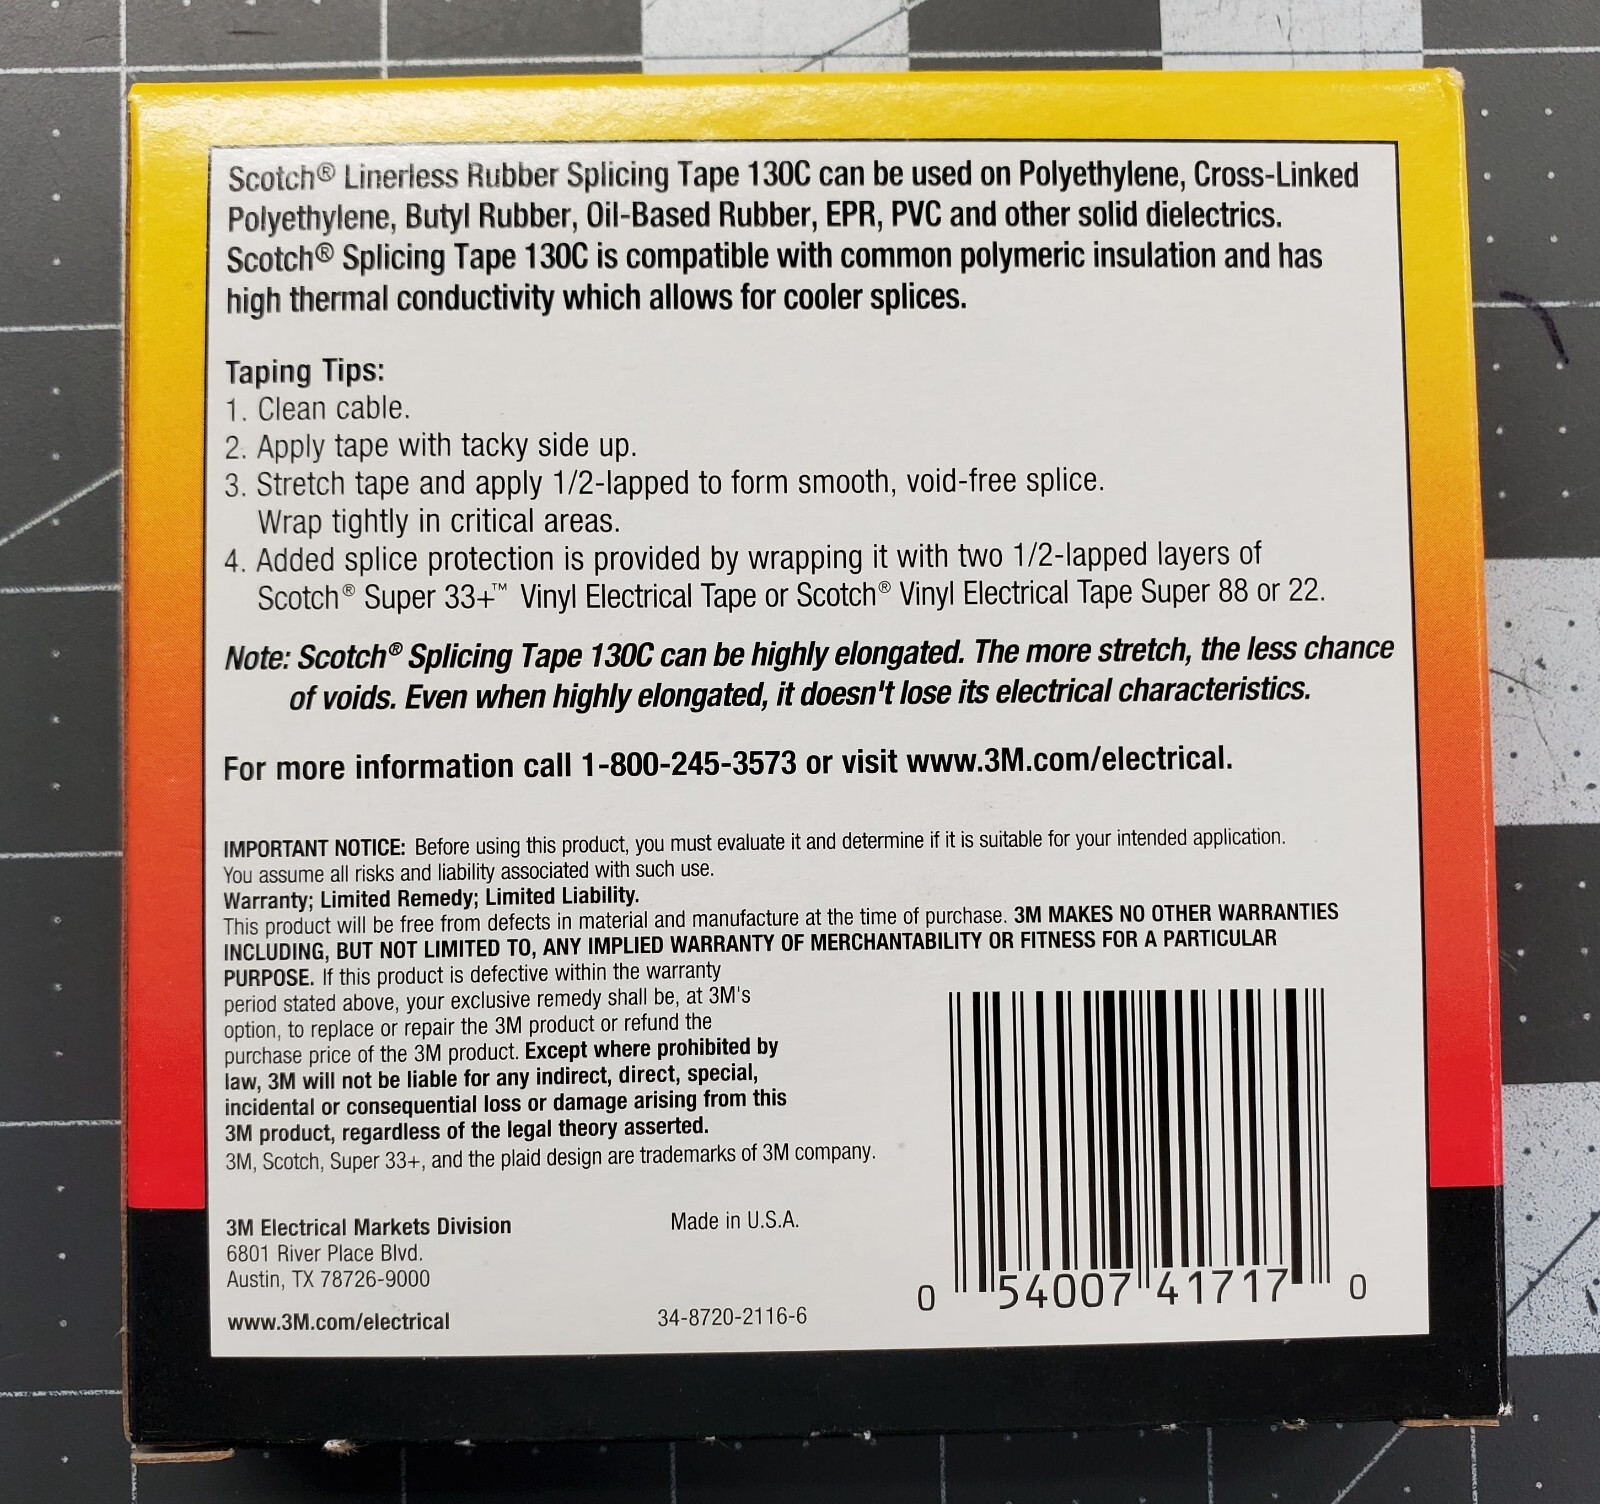 Scotch® Linerless Rubber Splicing Tape 130C can be used on Polyethylene, Cross-Linked
Polyethylene, Butyl Rubber, Oil-Based Rubber, EPR, PVC and other solid dielectrics.
Scotch® Splicing Tape 130C is compatible with common polymeric insulation and has
high thermal conductivity which allows for cooler splices.
Taping Tips:
1. Clean cable.
2. Apply tape with tacky side up.
3. Stretch tape and apply 1/2-lapped to form smooth, void-free splice.
Wrap tightly in critical areas.
4. Added splice protection is provided by wrapping it with two 1/2-lapped layers of
Scotch® Super 33+™ Vinyl Electrical Tape or Scotch® Vinyl Electrical Tape Super 88 or 22.
Note: Scotch® Splicing Tape 130C can be highly elongated. The more stretch, the less chance
of voids. Even when highly elongated, it doesn't lose its electrical characteristics.
For more information call 1-800-245-3573 or visit www.3M.com/electrical.
IMPORTANT NOTICE: Before using this product, you must evaluate it and determine if it is suitable for your intended application.
You assume all risks and liability associated with such use.
Warranty; Limited Remedy; Limited Liability.
This product will be free from defects in material and manufacture at the time of purchase. 3M MAKES NO OTHER WARRANTIES
INCLUDING, BUT NOT LIMITED TO, ANY IMPLIED WARRANTY OF MERCHANTABILITY OR FITNESS FOR A PARTICULAR
PURPOSE. If this product is defective within the warranty
period stated above, your exclusive remedy shall be, at 3M's
option, to replace or repair the 3M product or refund the
purchase price of the 3M product. Except where prohibited by
law, 3M will not be liable for any indirect, direct, special,
incidental or consequential loss or damage arising from this
3M product, regardless of the legal theory asserted.
3M, Scotch, Super 33+, and the plaid design are trademarks of 3M company.
3M Electrical Markets Division
6801 River Place Blvd.
Austin, TX 78726-9000
www.3M.com/electrical
Made in U.S.A.
34-8720-2116-6
0 54007 41717 0